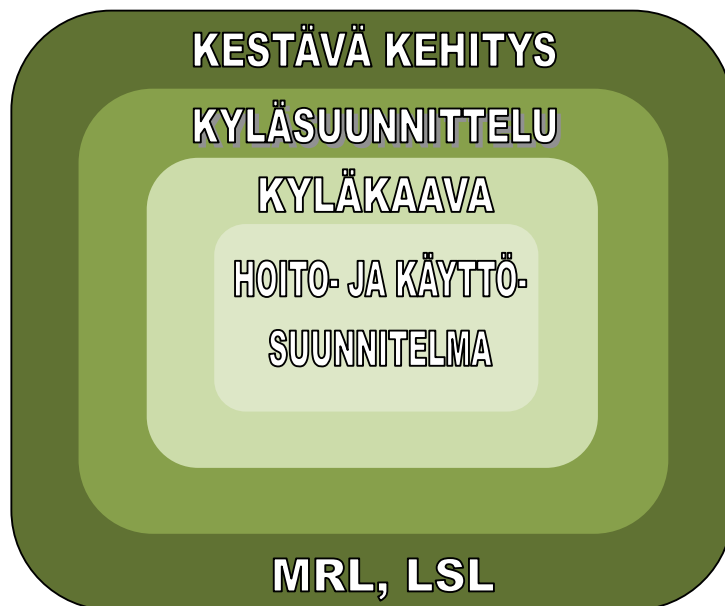 KESTÄVÄ KEHITYS
KYLÄSUUNNITTELU
KYLÄKAAVA
HOITO- JA KÄYTTÖ-
SUUNNITELMA
MRL, LSL